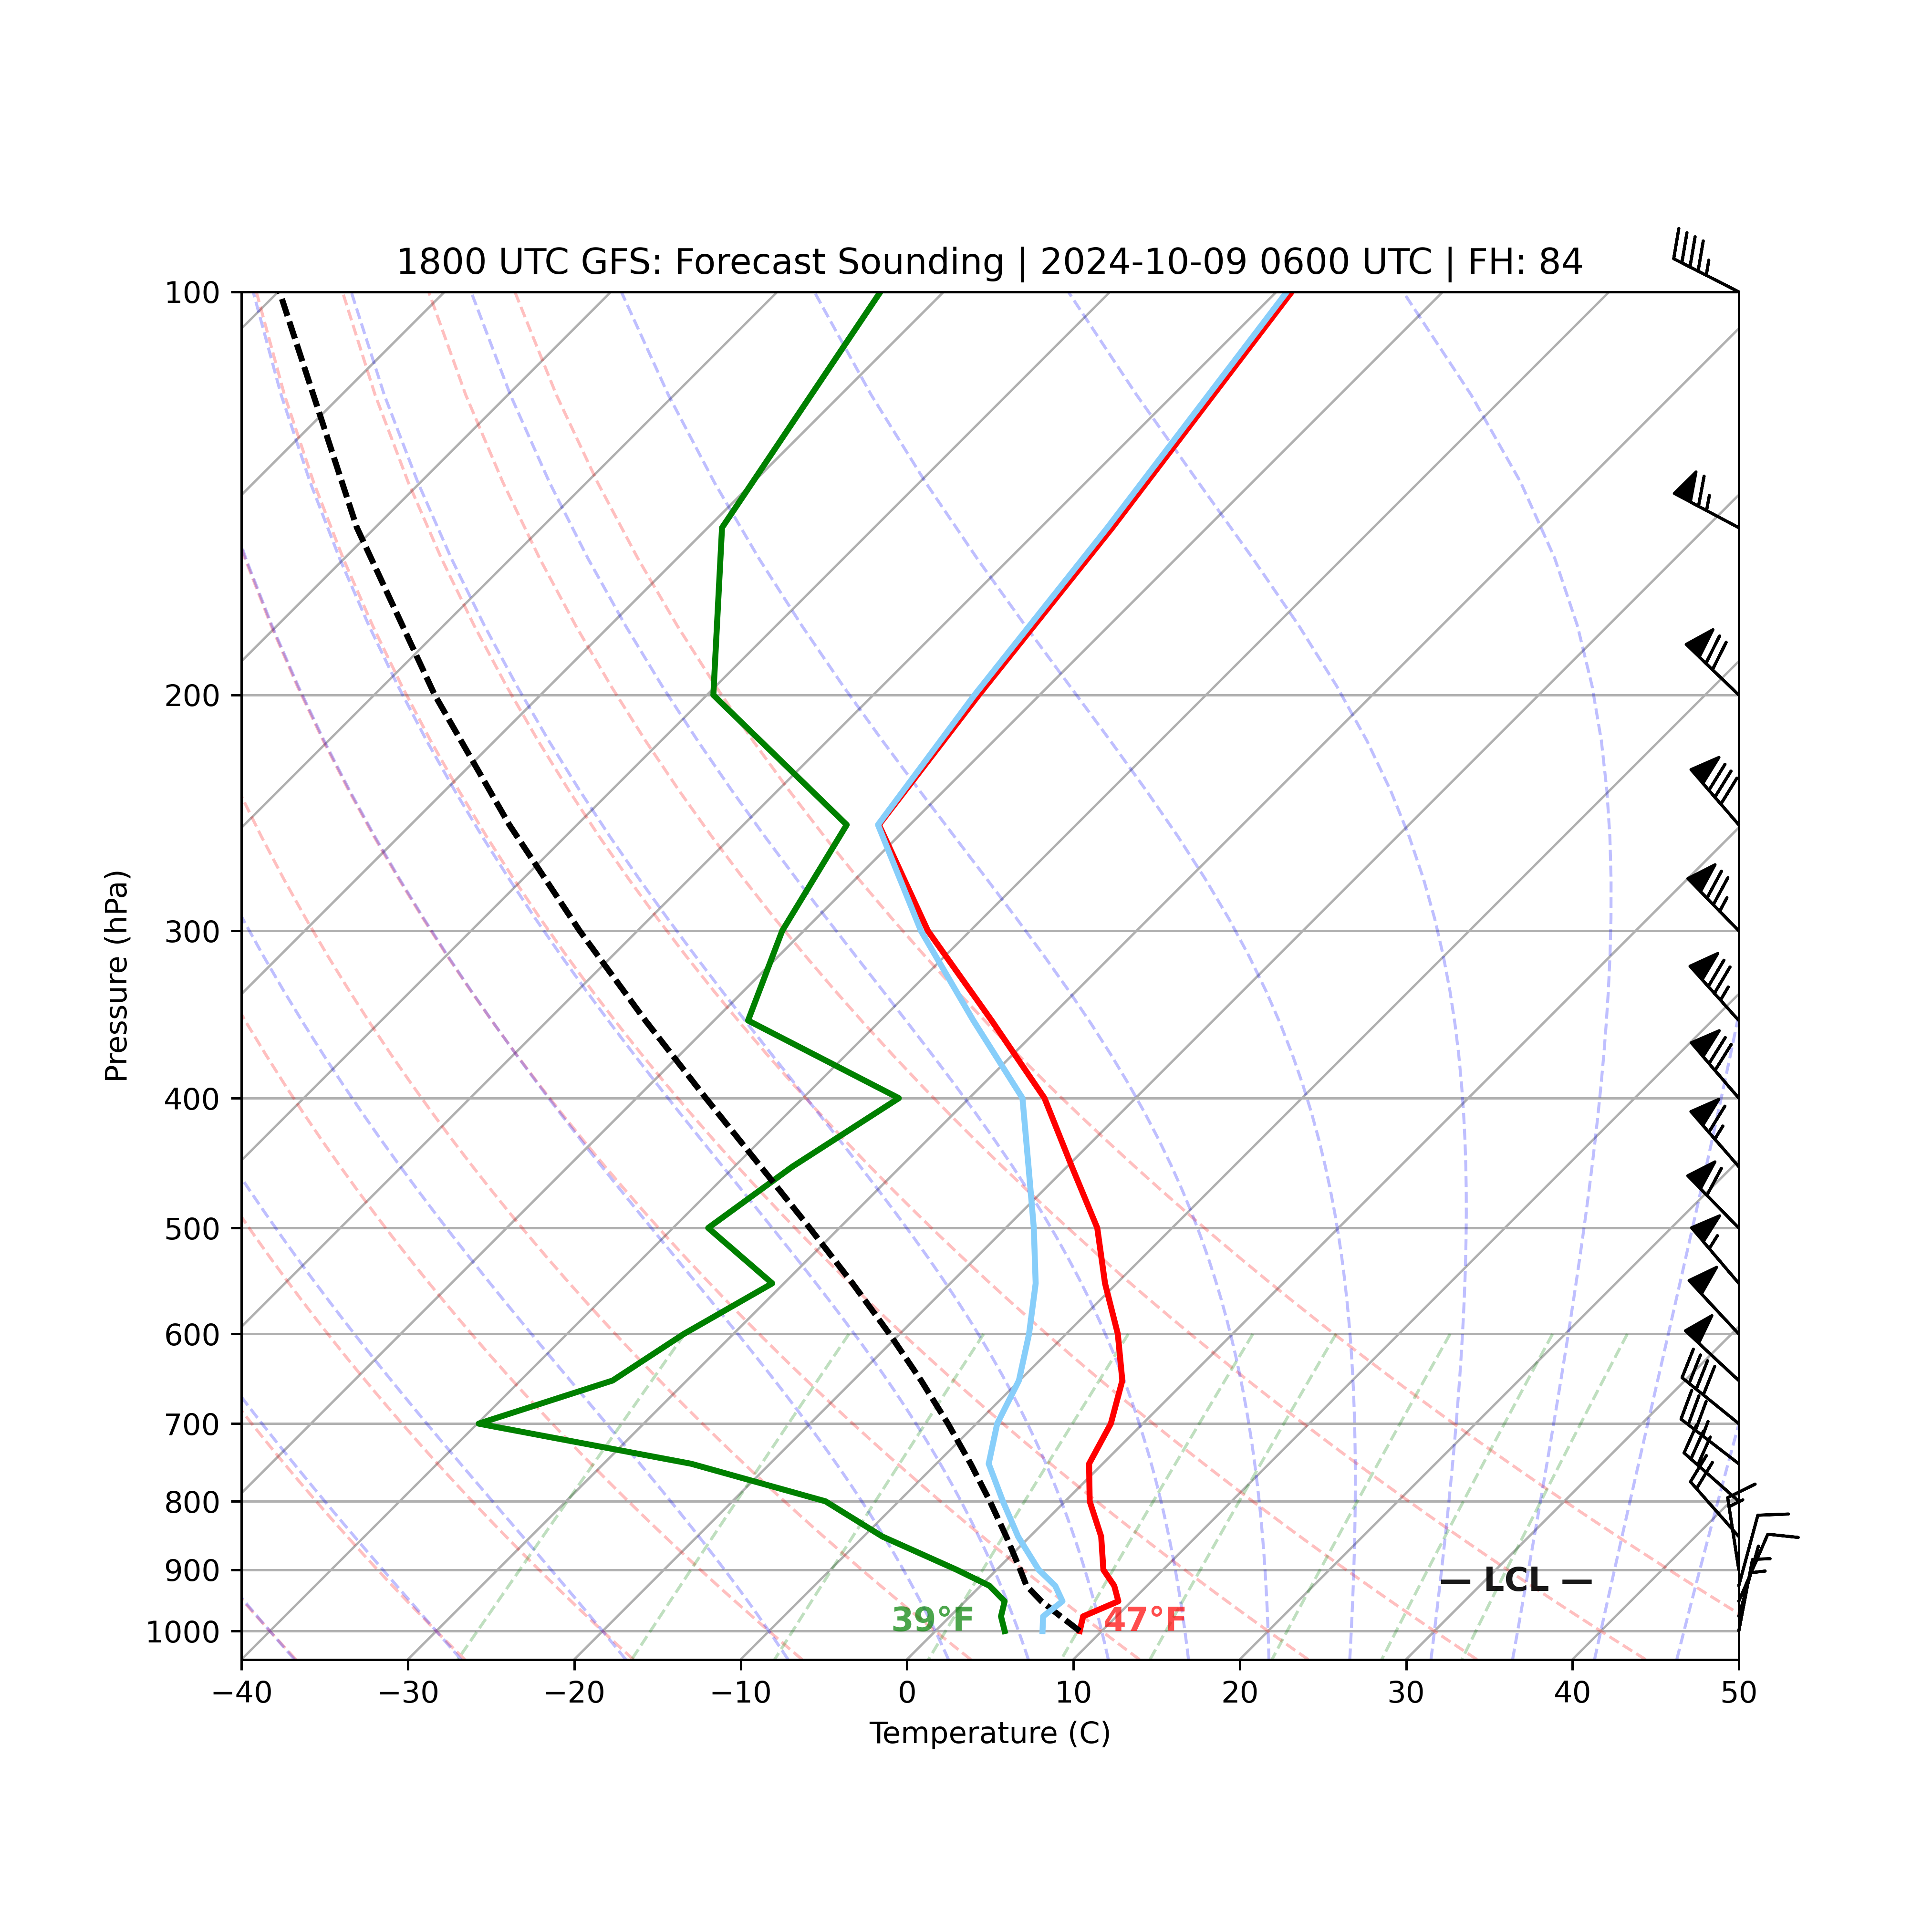 1800 UTC GFS: Forecast Sounding | 2024-10-09 0600 UTC | FH: 84
100
200
300
400
500
600
700
800
900
1000
Pressure (hPa)
— LCL —
39°F
47°F
−40 −30 −20 −10 0 10 20 30 40 50
Temperature (C)